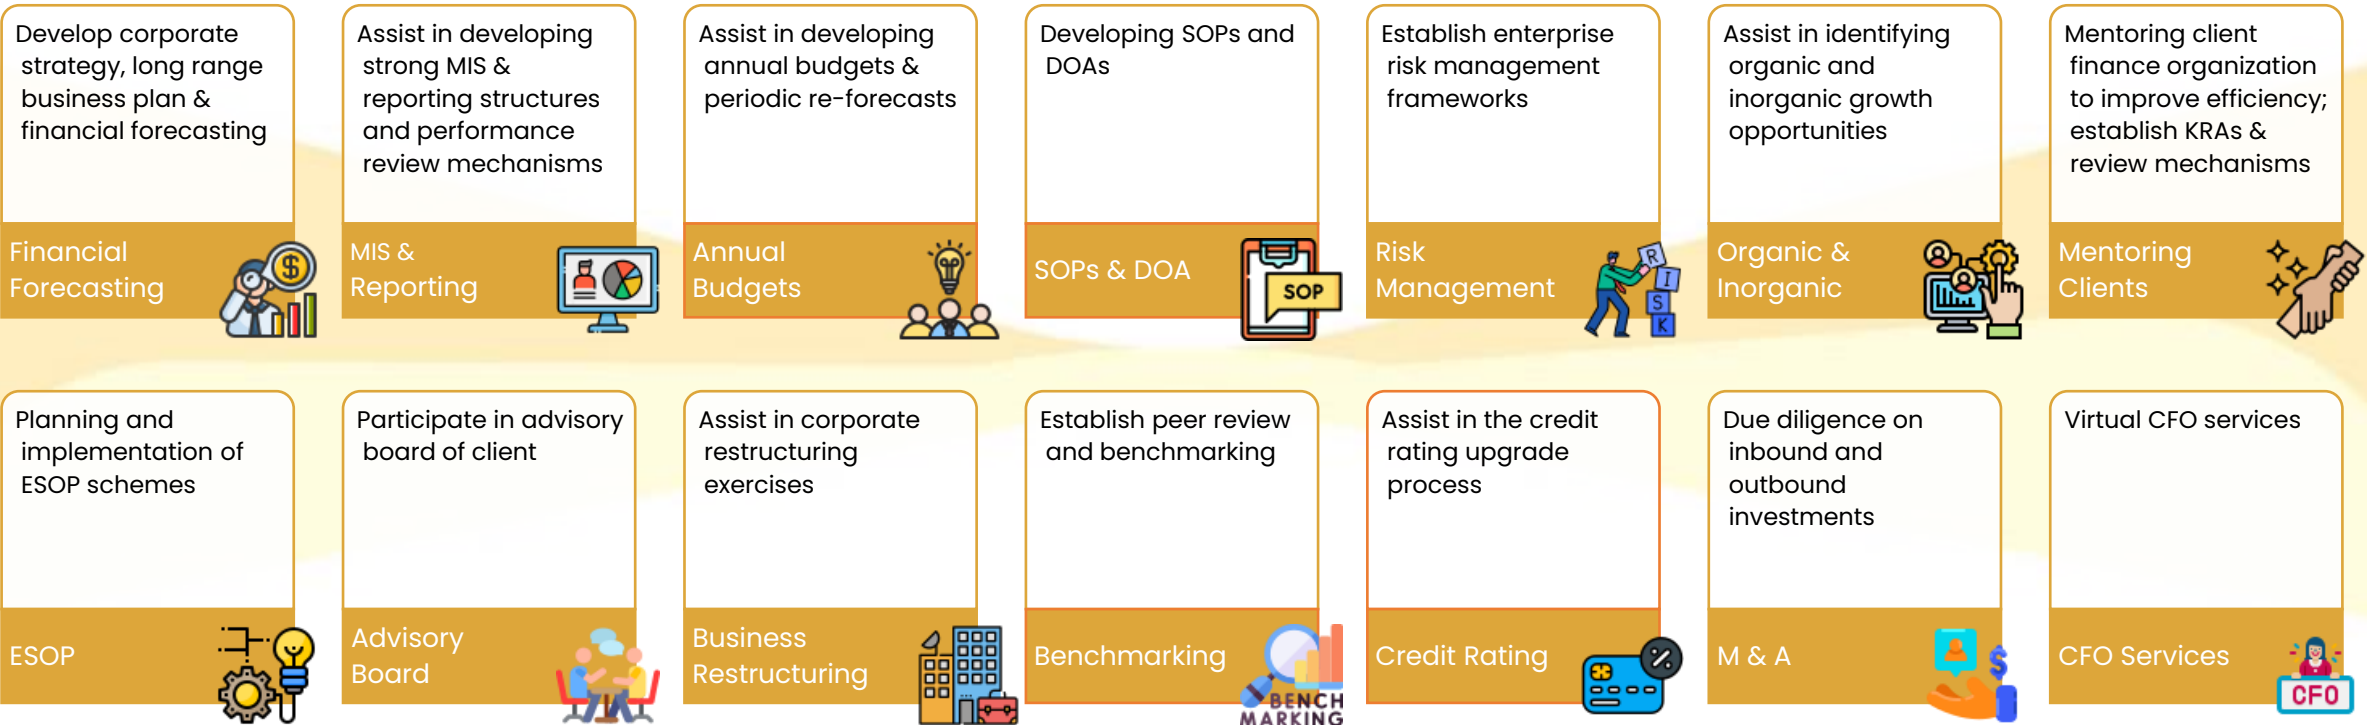 Develop corporate
strategy, long range
business plan &
financial forecasting
Financial
Forecasting
Assist in developing
strong MIS &
reporting structures
and performance
review mechanisms
MIS &
Reporting
Assist in developing
annual budgets &
periodic re-forecasts
Annual
Budgets
Developing SOPs and
DOAs
SOPs & DOA
SOP
Establish enterprise
risk management
frameworks
Risk
Management
R
I
S
K
Assist in identifying
organic and
inorganic growth
opportunities
Organic &
Inorganic
Mentoring client
finance organization
to improve efficiency;
establish KRAs &
review mechanisms
Mentoring
Clients
Planning and
implementation of
ESOP schemes
ESOP
Participate in advisory
board of client
Advisory
Board
Assist in corporate
restructuring
exercises
Business
Restructuring
Establish peer review
and benchmarking
Benchmarking
BENCH
MARKING
Assist in the credit
rating upgrade
process
Credit Rating
%
Due diligence on
inbound and
outbound
investments
M & A
$
Virtual CFO services
CFO Services
CFO